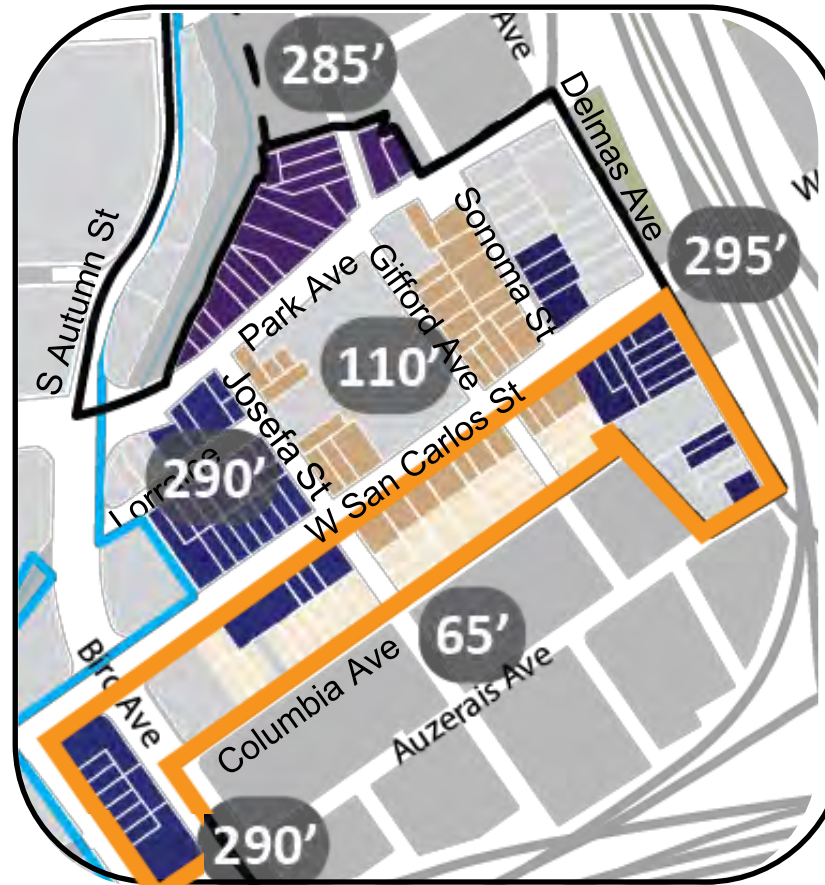 Ave
285’
Delmas Ave
W
S Autumn St
Sonoma St
295’
Park Ave
Gifford Ave
110’
Josefa St
W San Carlos St
290’
65’
Bird Ave
Columbia Ave
Auzerais Ave
290’